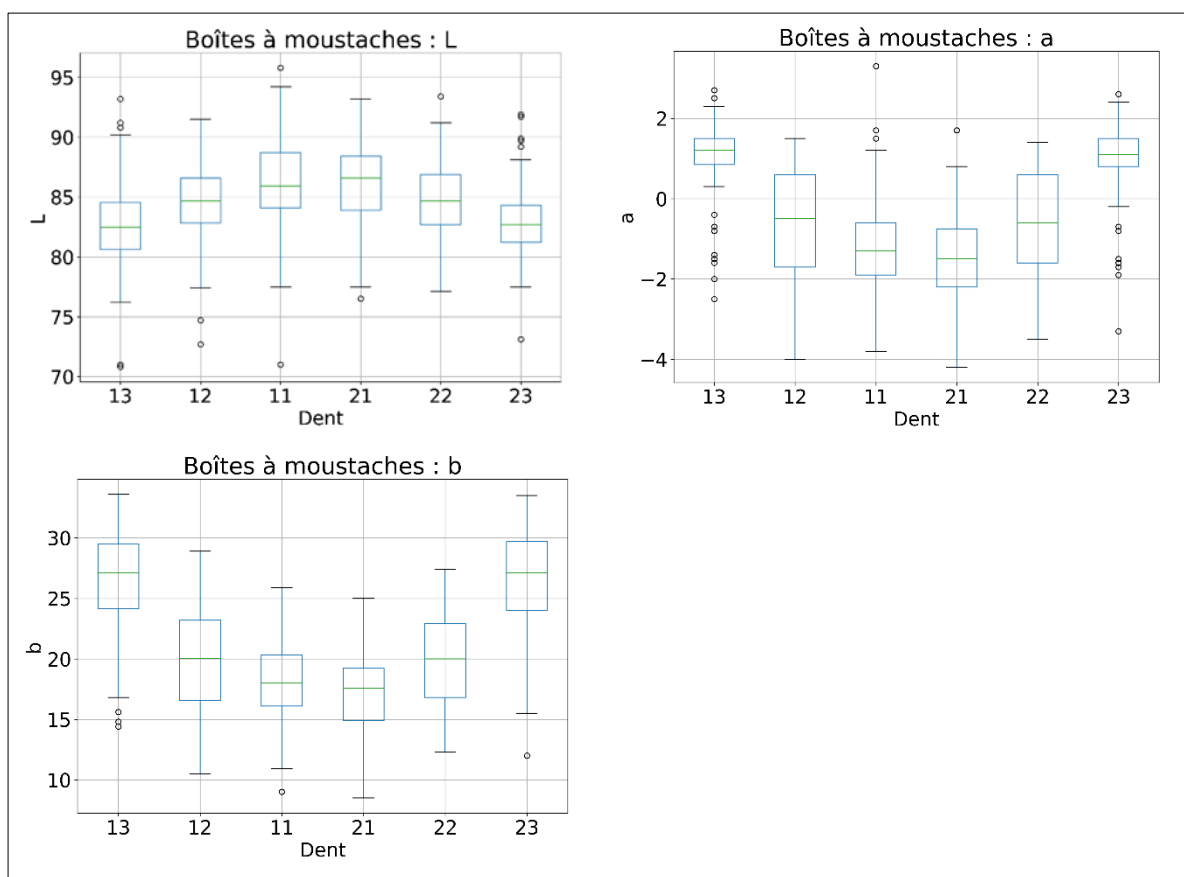 Boîtes à moustaches : L
95
90
85
80
75
70
L
13 12 11 21 22 23
Dent
Boîtes à moustaches : a
2
0
−2
−4
a
13 12 11 21 22 23
Dent
Boîtes à moustaches : b
30
25
20
15
10
b
13 12 11 21 22 23
Dent